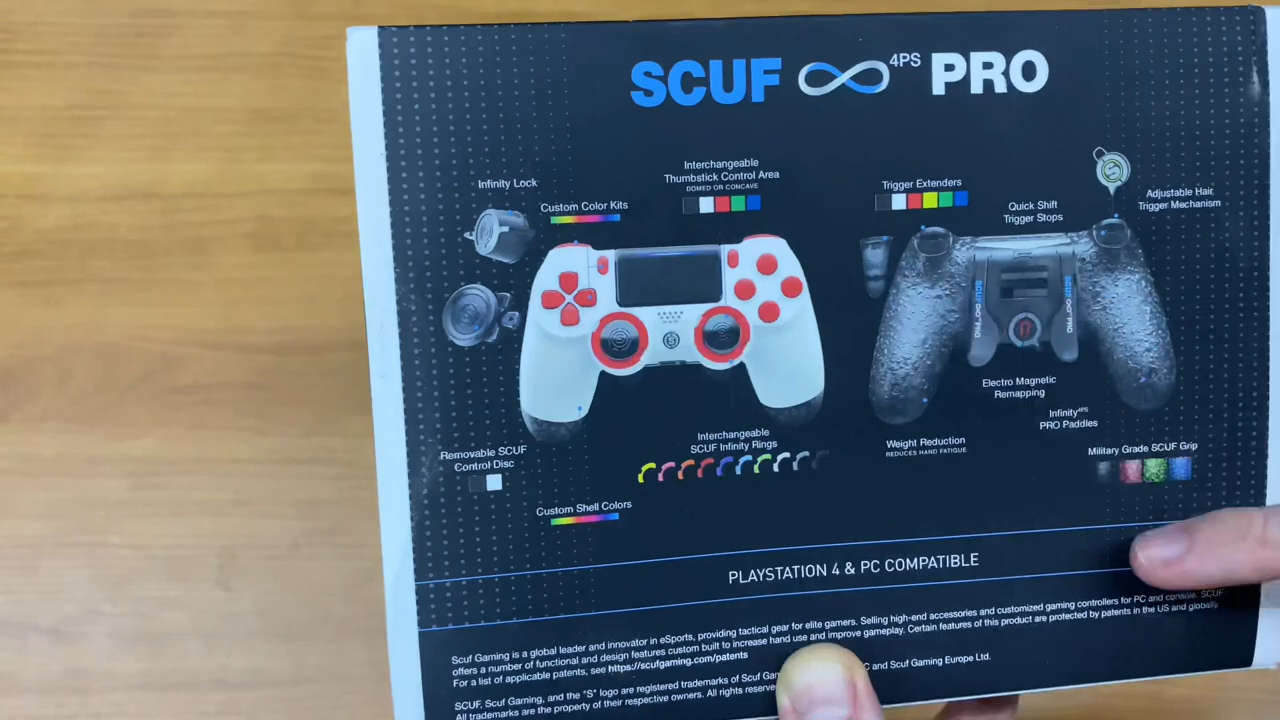 SCUF 4PS PRO
Infinity Lock
Custom Color Kits
Interchangeable
Thumbstick Control Area
DOMED OR CONCAVE
Trigger Extenders
Quick Shift
Trigger Stops
Adjustable Hair
Trigger Mechanism
SCUF PRO
SCUF PRO
Electro Magnetic
Remapping
Infinity4PS
PRO Paddles
Removable SCUF
Control Disc
Interchangeable
SCUF Infinity Rings
Weight Reduction
REDUCES HAND FATIGUE
Military Grade SCUF Grip
Custom Shell Colors
PLAYSTATION 4 & PC COMPATIBLE
Scuf Gaming is a global leader and innovator in eSports, providing tactical gear for elite gamers. Selling high-end accessories and customized gaming controllers for PC and console. SCUF
offers a number of functional and design features custom built to increase hand use and improve gameplay. Certain features of this product are protected by patents in the US and globally.
For a list of applicable patents, see https://scufgaming.com/patents
SCUF, Scuf Gaming, and the "S" logo are registered trademarks of Scuf and Scuf Gaming Europe Ltd.
All trademarks are the property of their respective owners. All rights